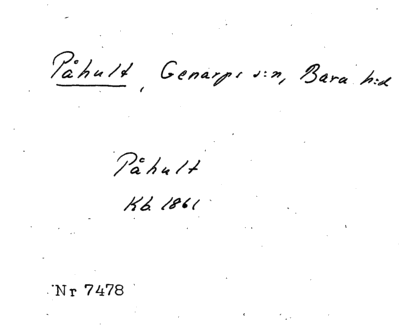 Påhult, Genarps s:n, Bara h:d
Påhult
Kb 1861
Nr 7478